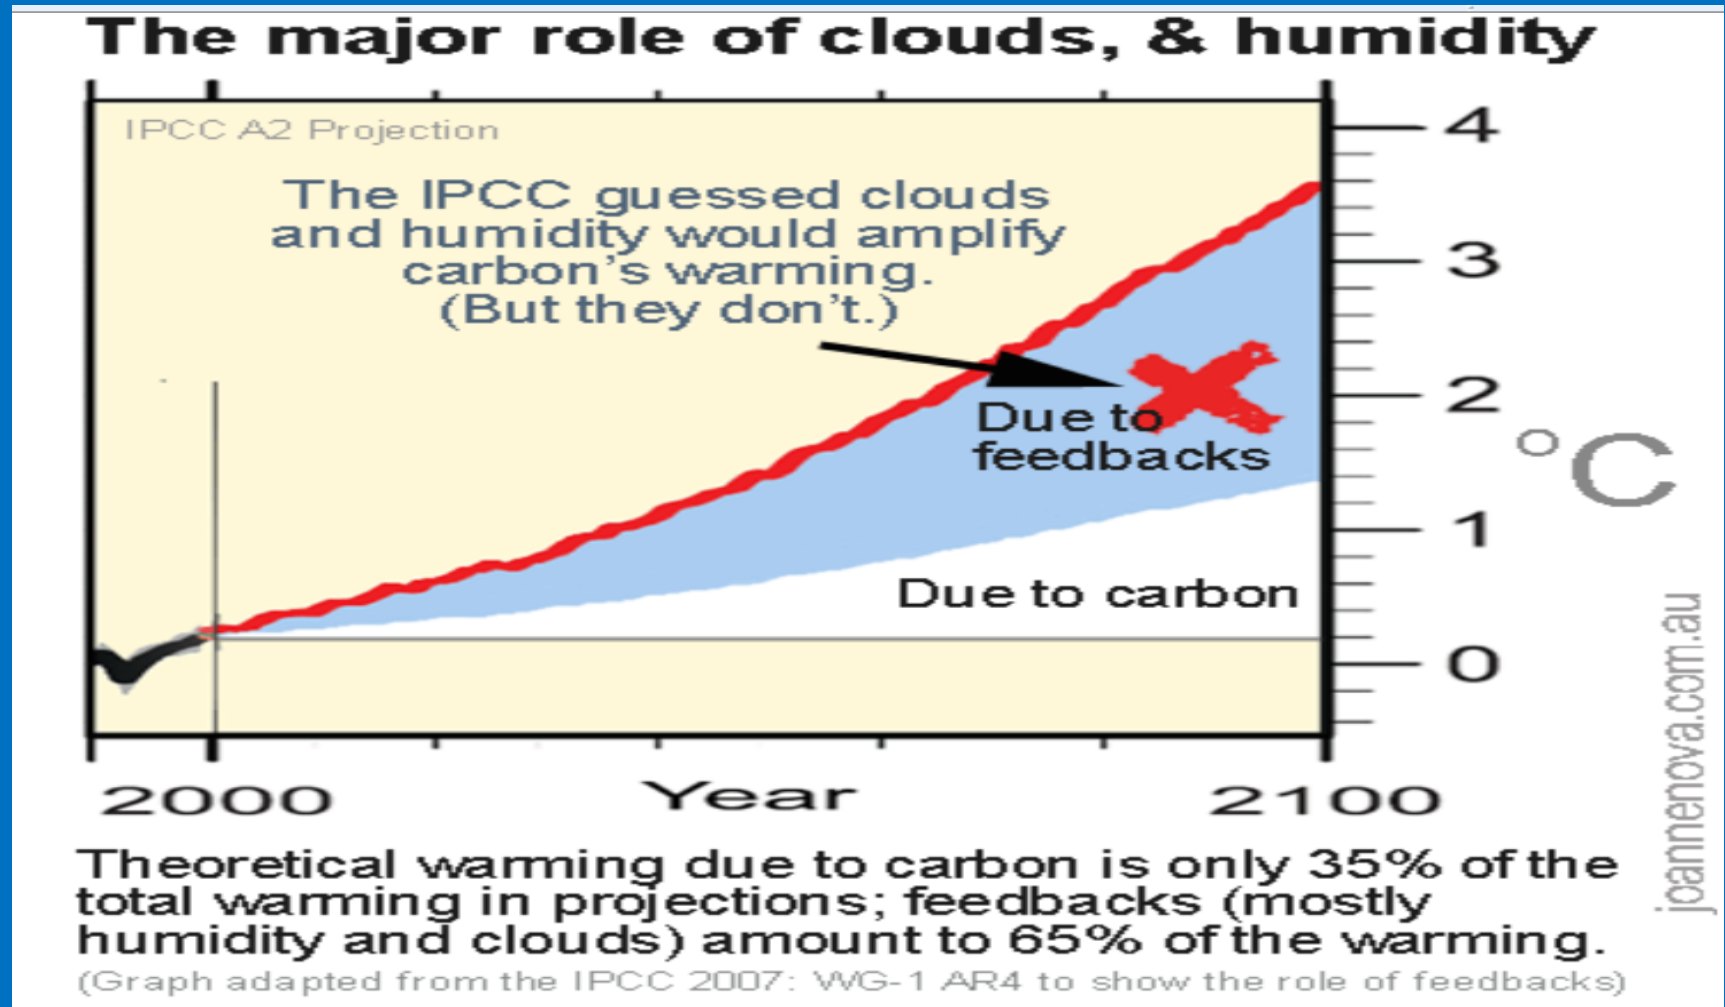 The major role of clouds, & humidity
IPCC A2 Projection
The IPCC guessed clouds
and humidity would amplify
carbon's warming.
(But they don't.)
Due to
feedbacks
Due to carbon
4
3
2
1
0
°C
2000
Year
2100
joannenova.com.au
Theoretical warming due to carbon is only 35% of the
total warming in projections; feedbacks (mostly
humidity and clouds) amount to 65% of the warming.
(Graph adapted from the IPCC 2007: WG-1 AR4 to show the role of feedbacks)